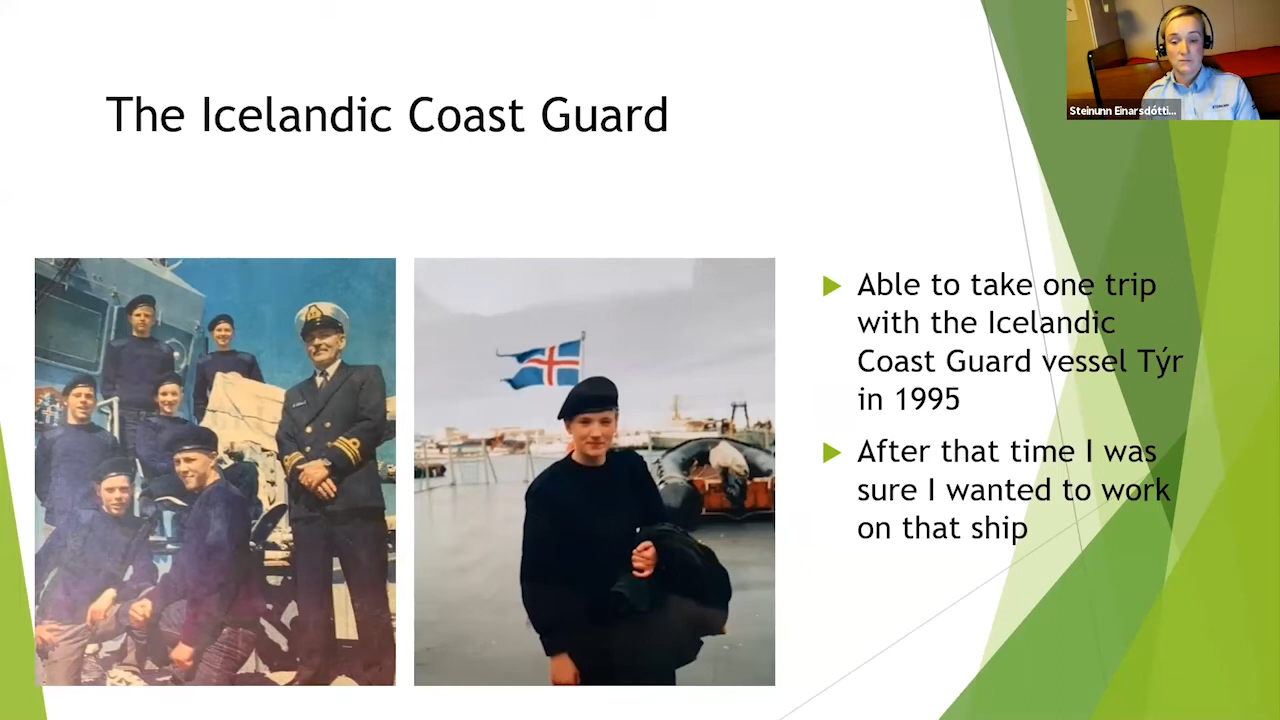 The Icelandic Coast Guard
Steinunn Einarsdótti...
Able to take one trip
with the Icelandic
Coast Guard vessel Týr
in 1995
After that time I was
sure I wanted to work
on that ship